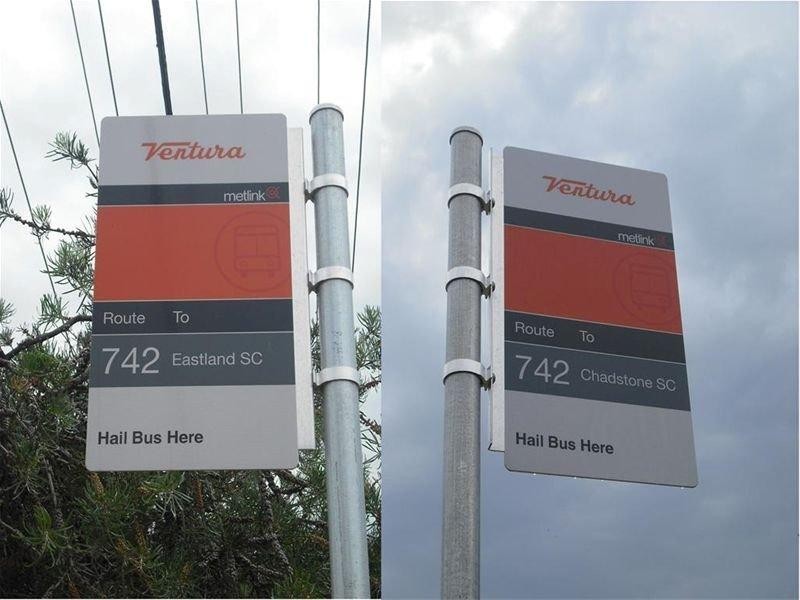 Ventura
metlink
Route To
742 Eastland SC
Hail Bus Here
Ventura
metlink
Route To
742 Chadstone SC
Hail Bus Here